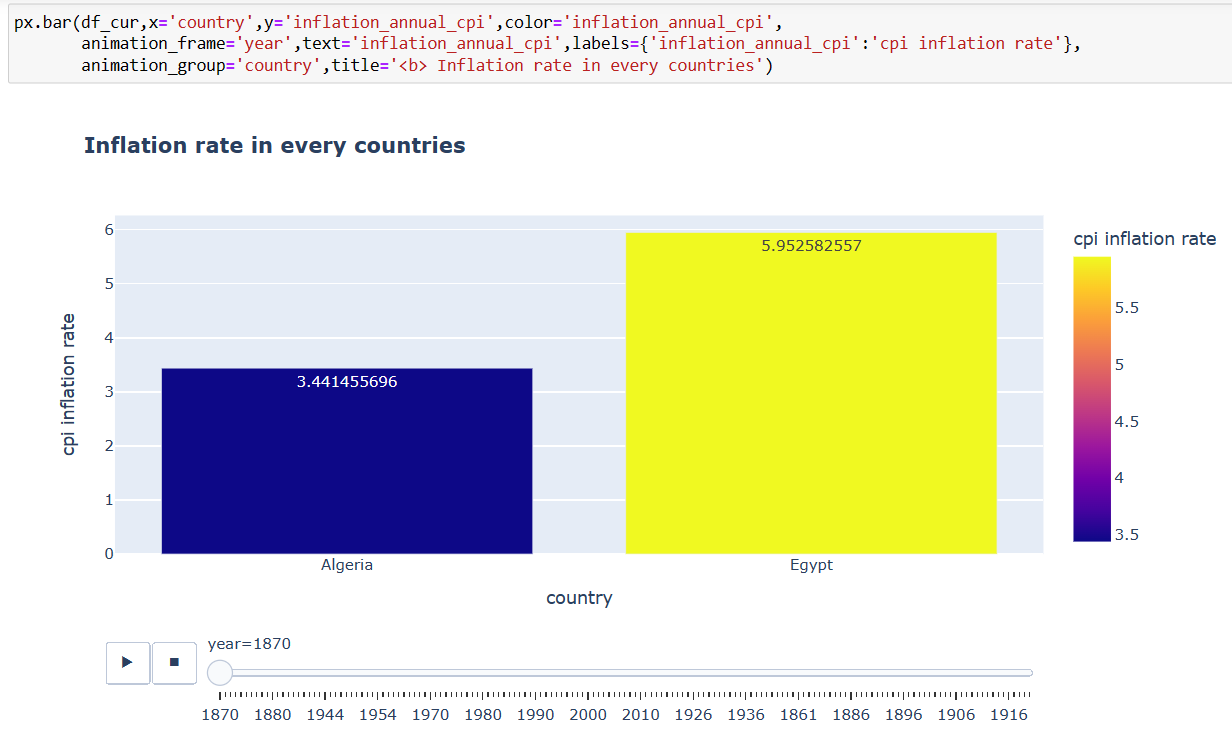 px.bar(df_cur,x='country',y='inflation_annual_cpi',color='inflation_annual_cpi',
animation_frame='year',text='inflation_annual_cpi',labels={'inflation_annual_cpi':'cpi inflation rate'},
animation_group='country',title='<b> Inflation rate in every countries')
Inflation rate in every countries
cpi inflation rate
6
5
4
3
2
1
0
3.441455696
5.952582557
Algeria
Egypt
country
cpi inflation rate
5.5
5
4.5
4
3.5
year=1870
1870 1880 1944 1954 1970 1980 1990 2000 2010 1926 1936 1861 1886 1896 1906 1916